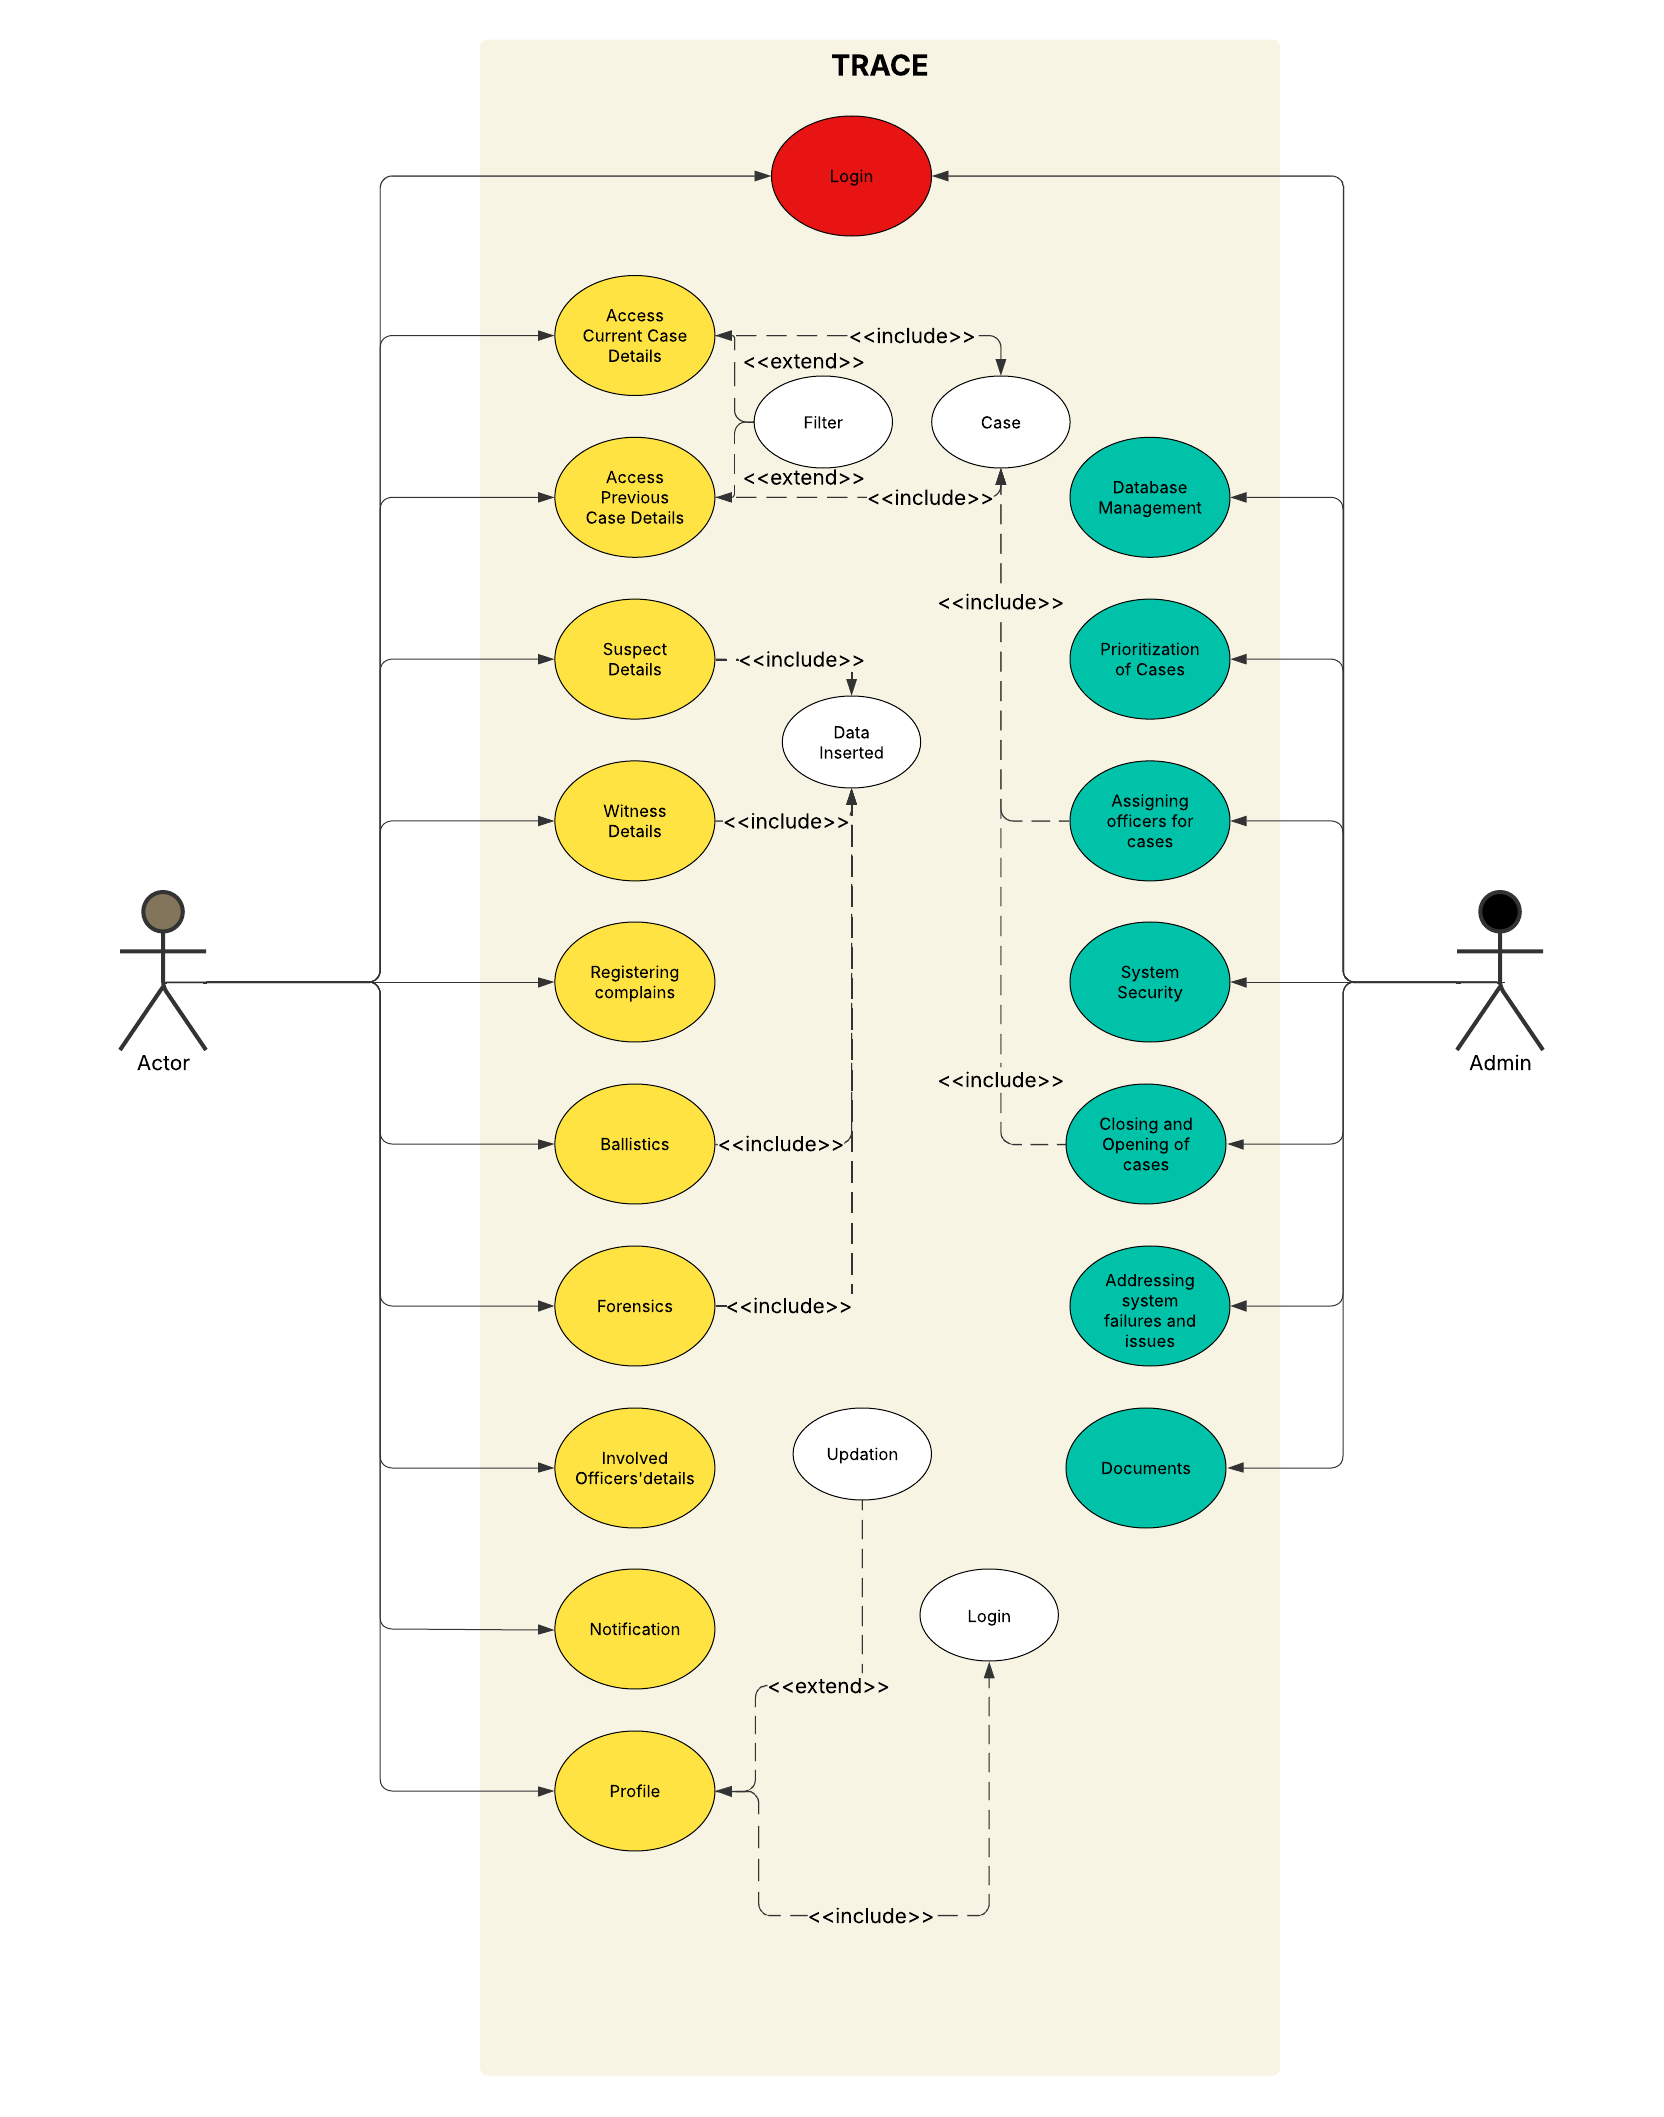 TRACE
Login
Access
Current Case
Details
<<include>>
<<extend>>
Filter
Case
Access
Previous
Case Details
<<extend>>
<<include>>
Database
Management
<<include>>
Suspect
Details
<<include>>
Prioritization
of Cases
Data
Inserted
Witness
Details
<<include>>
Assigning
officers for
cases
Registering
complains
System
Security
Actor
Admin
<<include>>
Ballistics
<<include>>
Closing and
Opening of
cases
Forensics
<<include>>
Addressing
system
failures and
issues
Involved
Officers'details
Updation
Documents
Notification
Login
<<extend>>
Profile
<<include>>